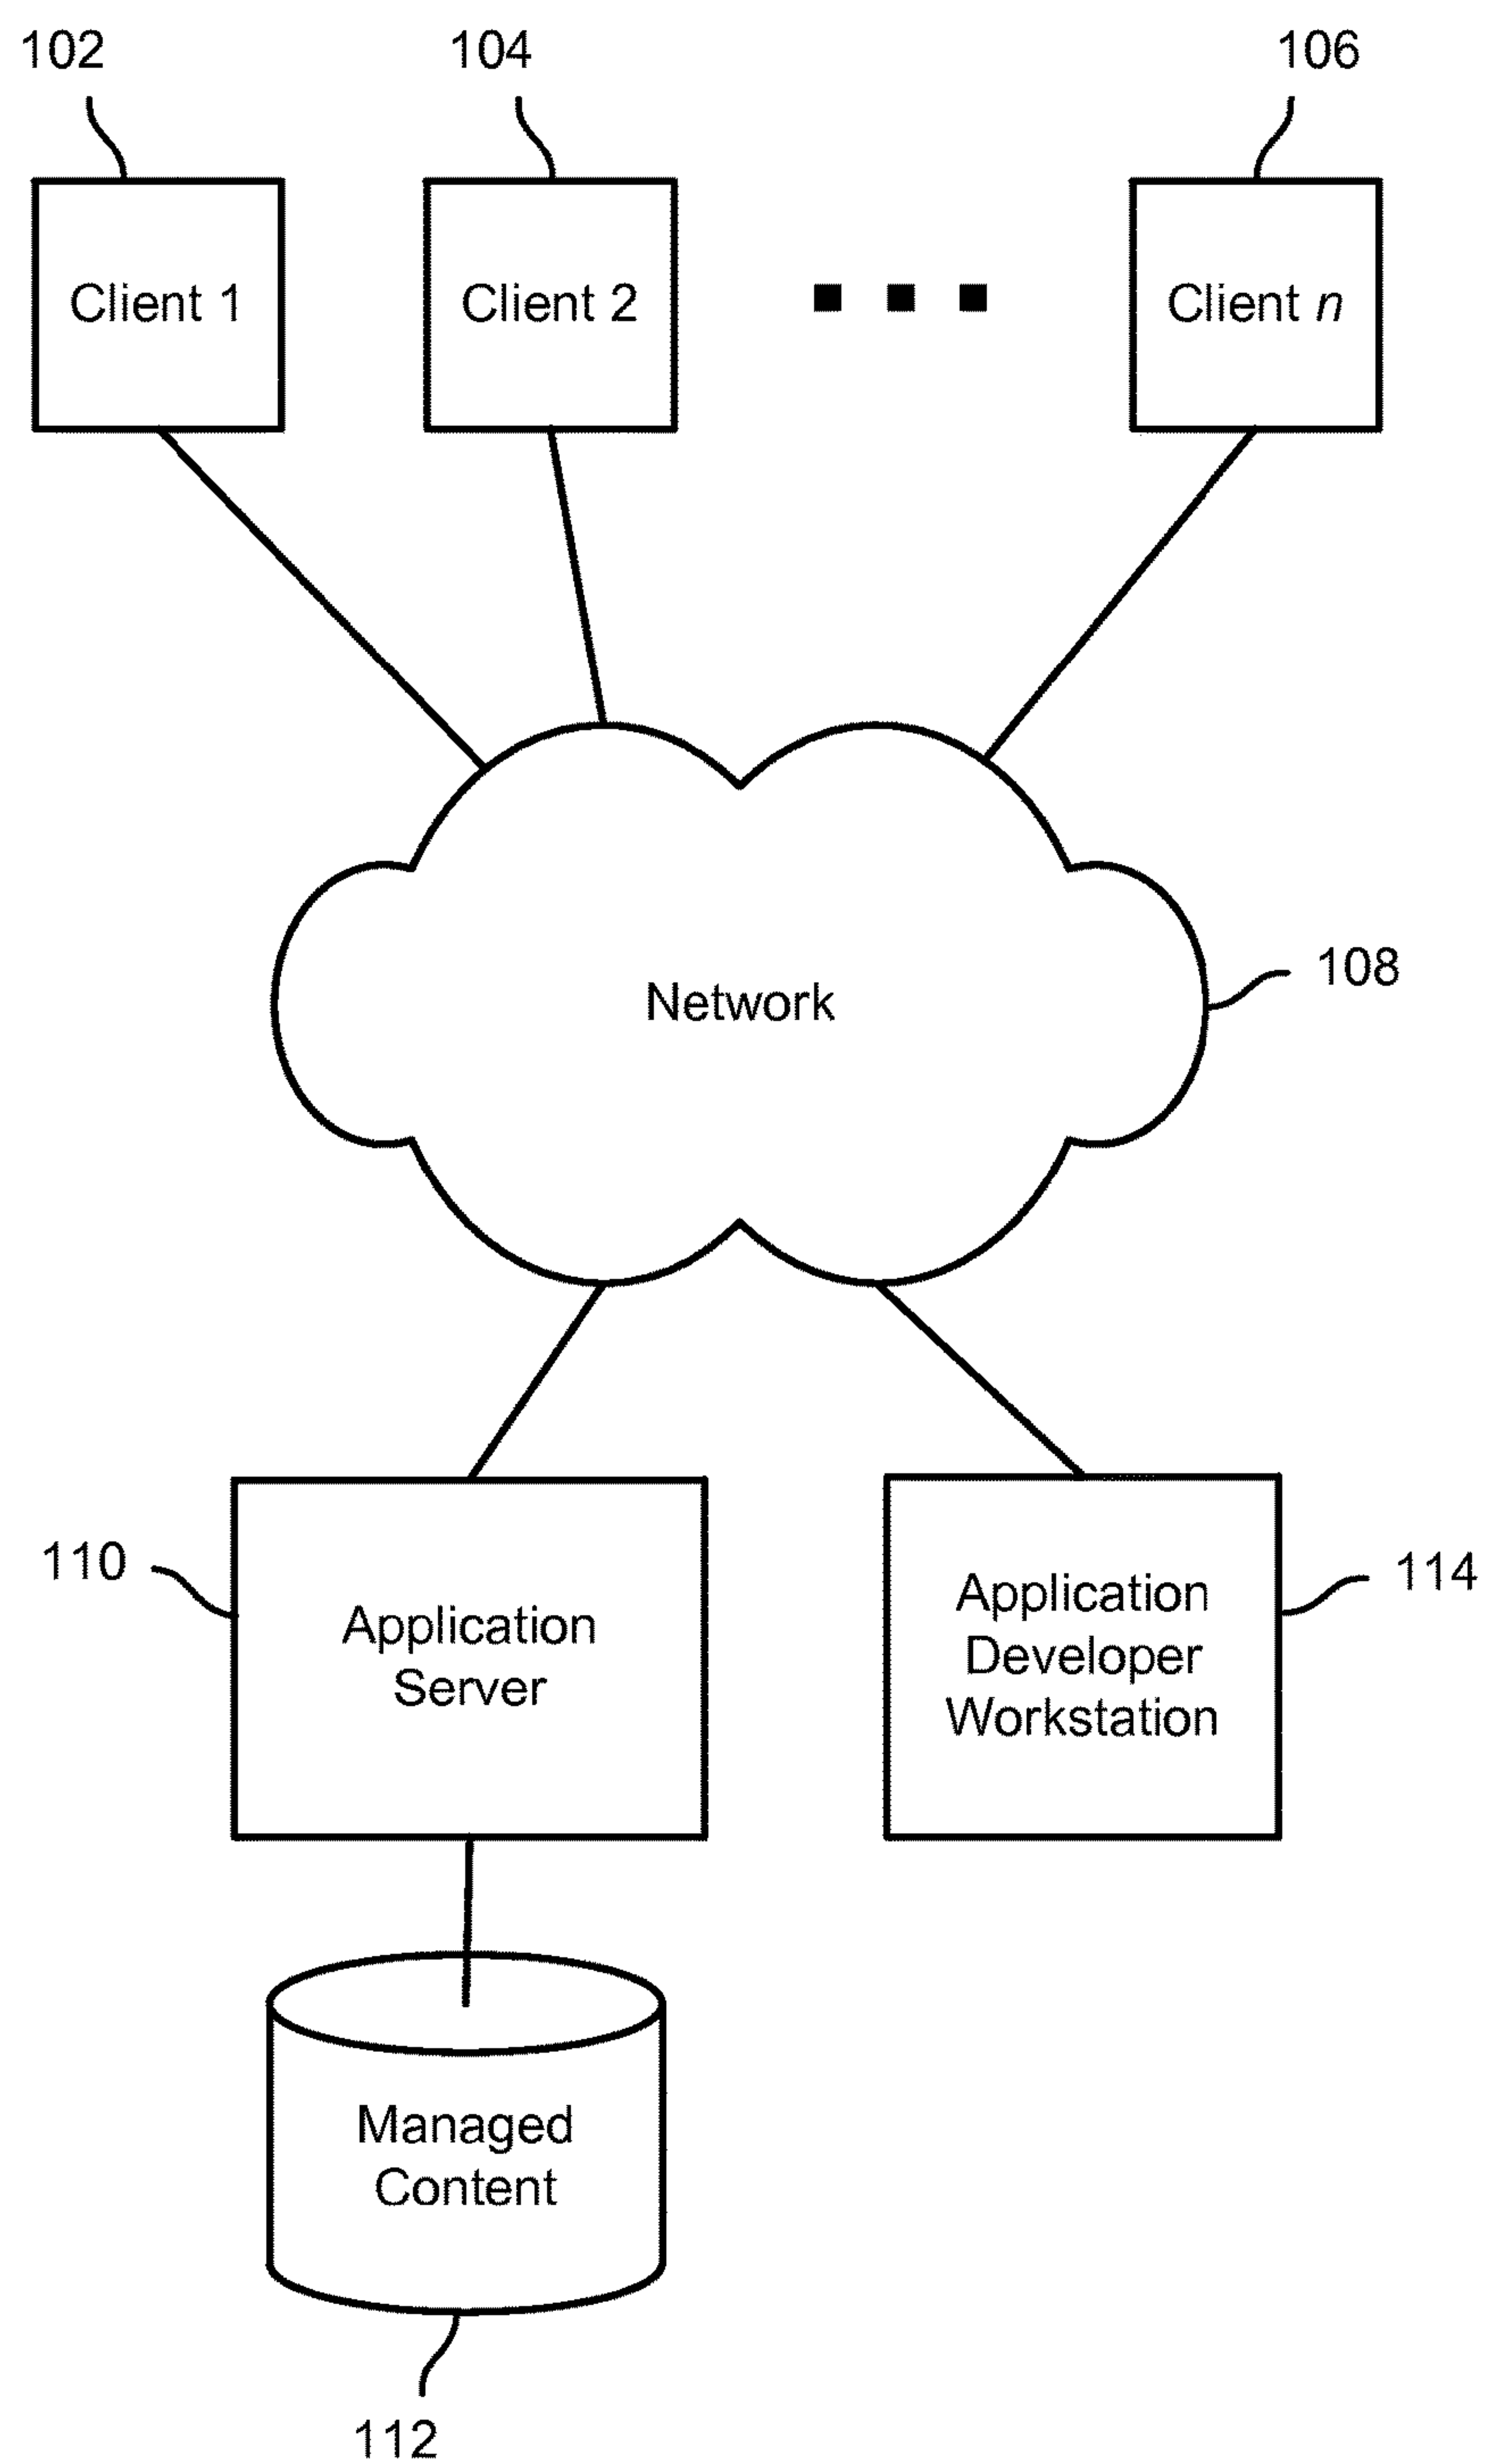 102
104
106
Client 1
Client 2
Client n
108
Network
110
114
Application
Server
Application
Developer
Workstation
Managed
Content
112